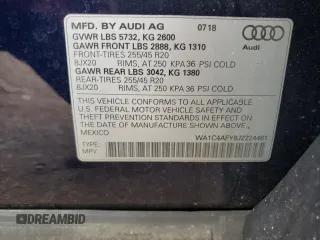 MFD. BY AUDI AG 0718
GVWR LBS 5732, KG 2600
GAWR FRONT LBS 2888, KG 1310
FRONT-TIRES 255/45 R20
8JX20 RIMS, AT 250 KPA 36 PSI COLD
GAWR REAR LBS 3042, KG 1380
REAR-TIRES 255/45 R20
8JX20 RIMS, AT 250 KPA 36 PSI COLD
Audi
THIS VEHICLE CONFORMS TO ALL APPLICABLE
U.S. FEDERAL MOTOR VEHICLE SAFETY
STANDARDS IN EFFECT ON THE DATE OF
MANUFACTURE SHOWN ABOVE.
MEXICO
TYPE: WA1C4AFY8J2224461
MPV
DREAMBID